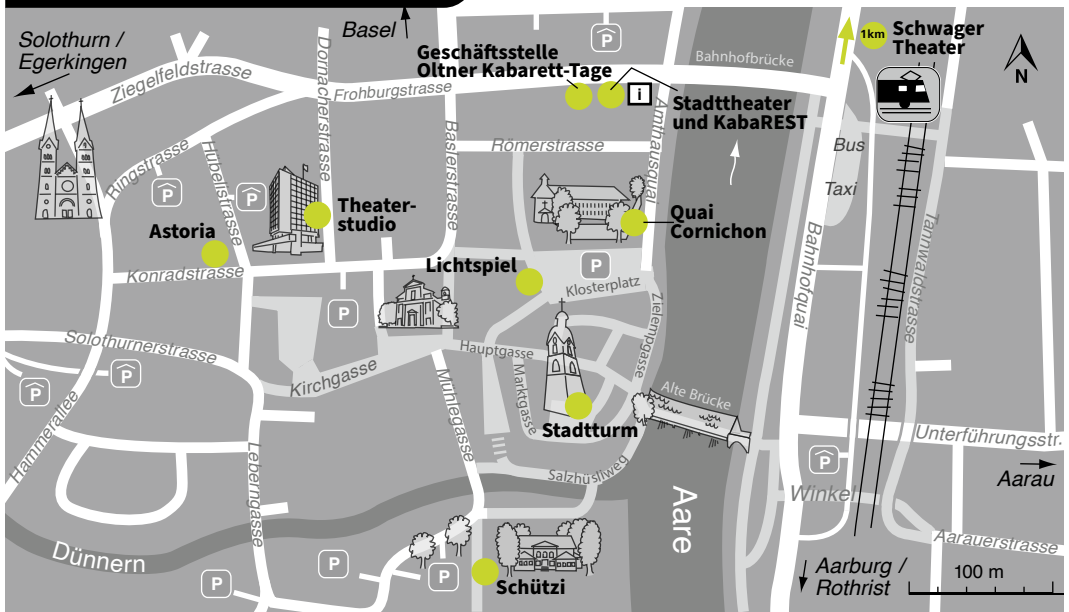 Solothurn /
Egerkingen
Basel
Ziegelfeldstrasse
Dornacherstrasse
P
Geschäftsstelle
Oltner Kabarett-Tage
Frohburgstrasse
i
Stadttheater
und KabaREST
Bahnhofbrücke
1km
Schwager
Theater
N
Ringstrasse
P
Hübelistrasse
P
Baslerstrasse
Römerstrasse
Amthausquai
Bus
Taxi
Bahnhofquai
Tannwaldstrasse
Astoria
Theater-
studio
Quai
Cornichon
Konradstrasse
Lichtspiel
P
Klosterplatz
Zielempgasse
P
Solothurnerstrasse
P
P
Hammerallee
Kirchgasse
Hauptgasse
Marktgasse
Mühlegasse
Alte Brücke
Stadtturm
Leberngasse
Salzhüsliweg
Unterführungsstr.
P
Aarau
Winkel
Aare
Dünnern
Aarauerstrasse
P
P
P
Schützi
Aarburg /
Rothrist
100 m